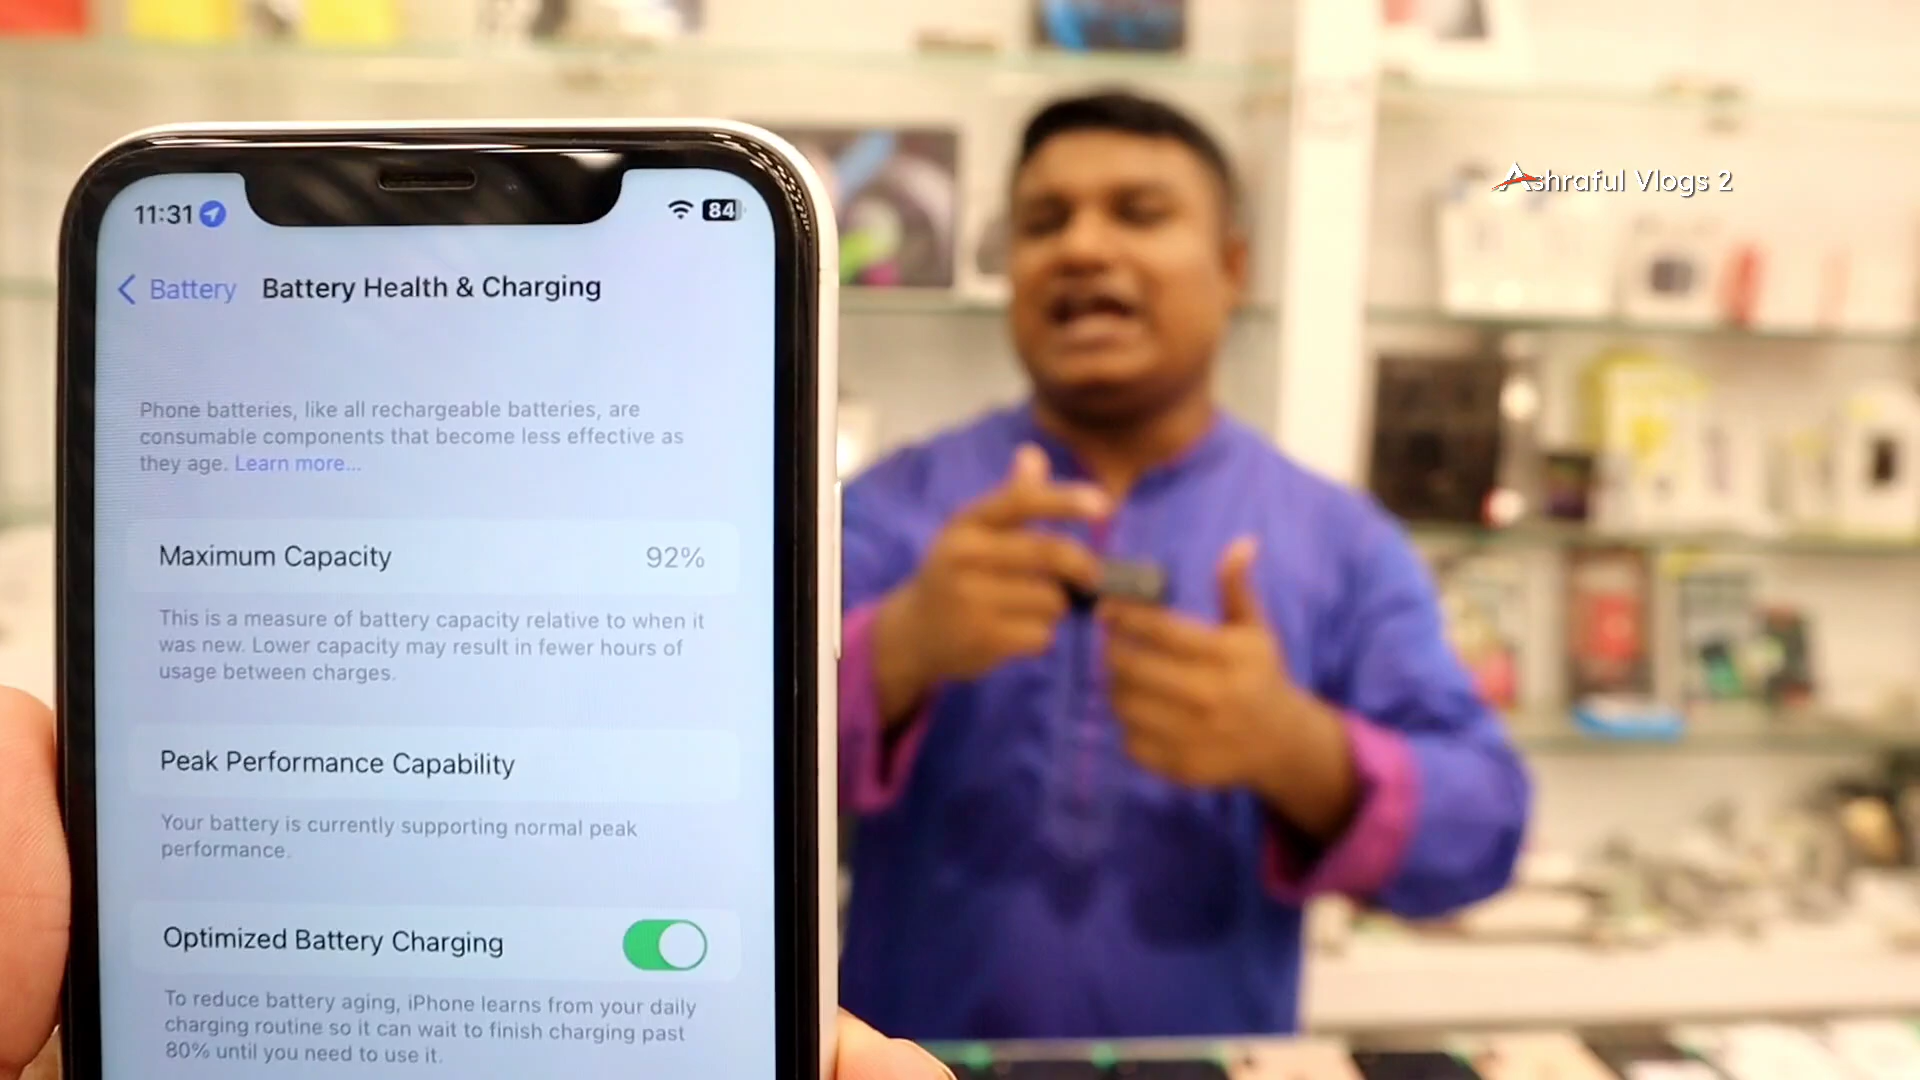 Ashraful Vlogs 2
11:31
84
Battery
Battery Health & Charging
Phone batteries, like all rechargeable batteries, are
consumable components that become less effective as
they age. Learn more...
Maximum Capacity 92%
This is a measure of battery capacity relative to when it
was new. Lower capacity may result in fewer hours of
usage between charges.
Peak Performance Capability
Your battery is currently supporting normal peak
performance.
Optimized Battery Charging
To reduce battery aging, iPhone learns from your daily
charging routine so it can wait to finish charging past
80% until you need to use it.